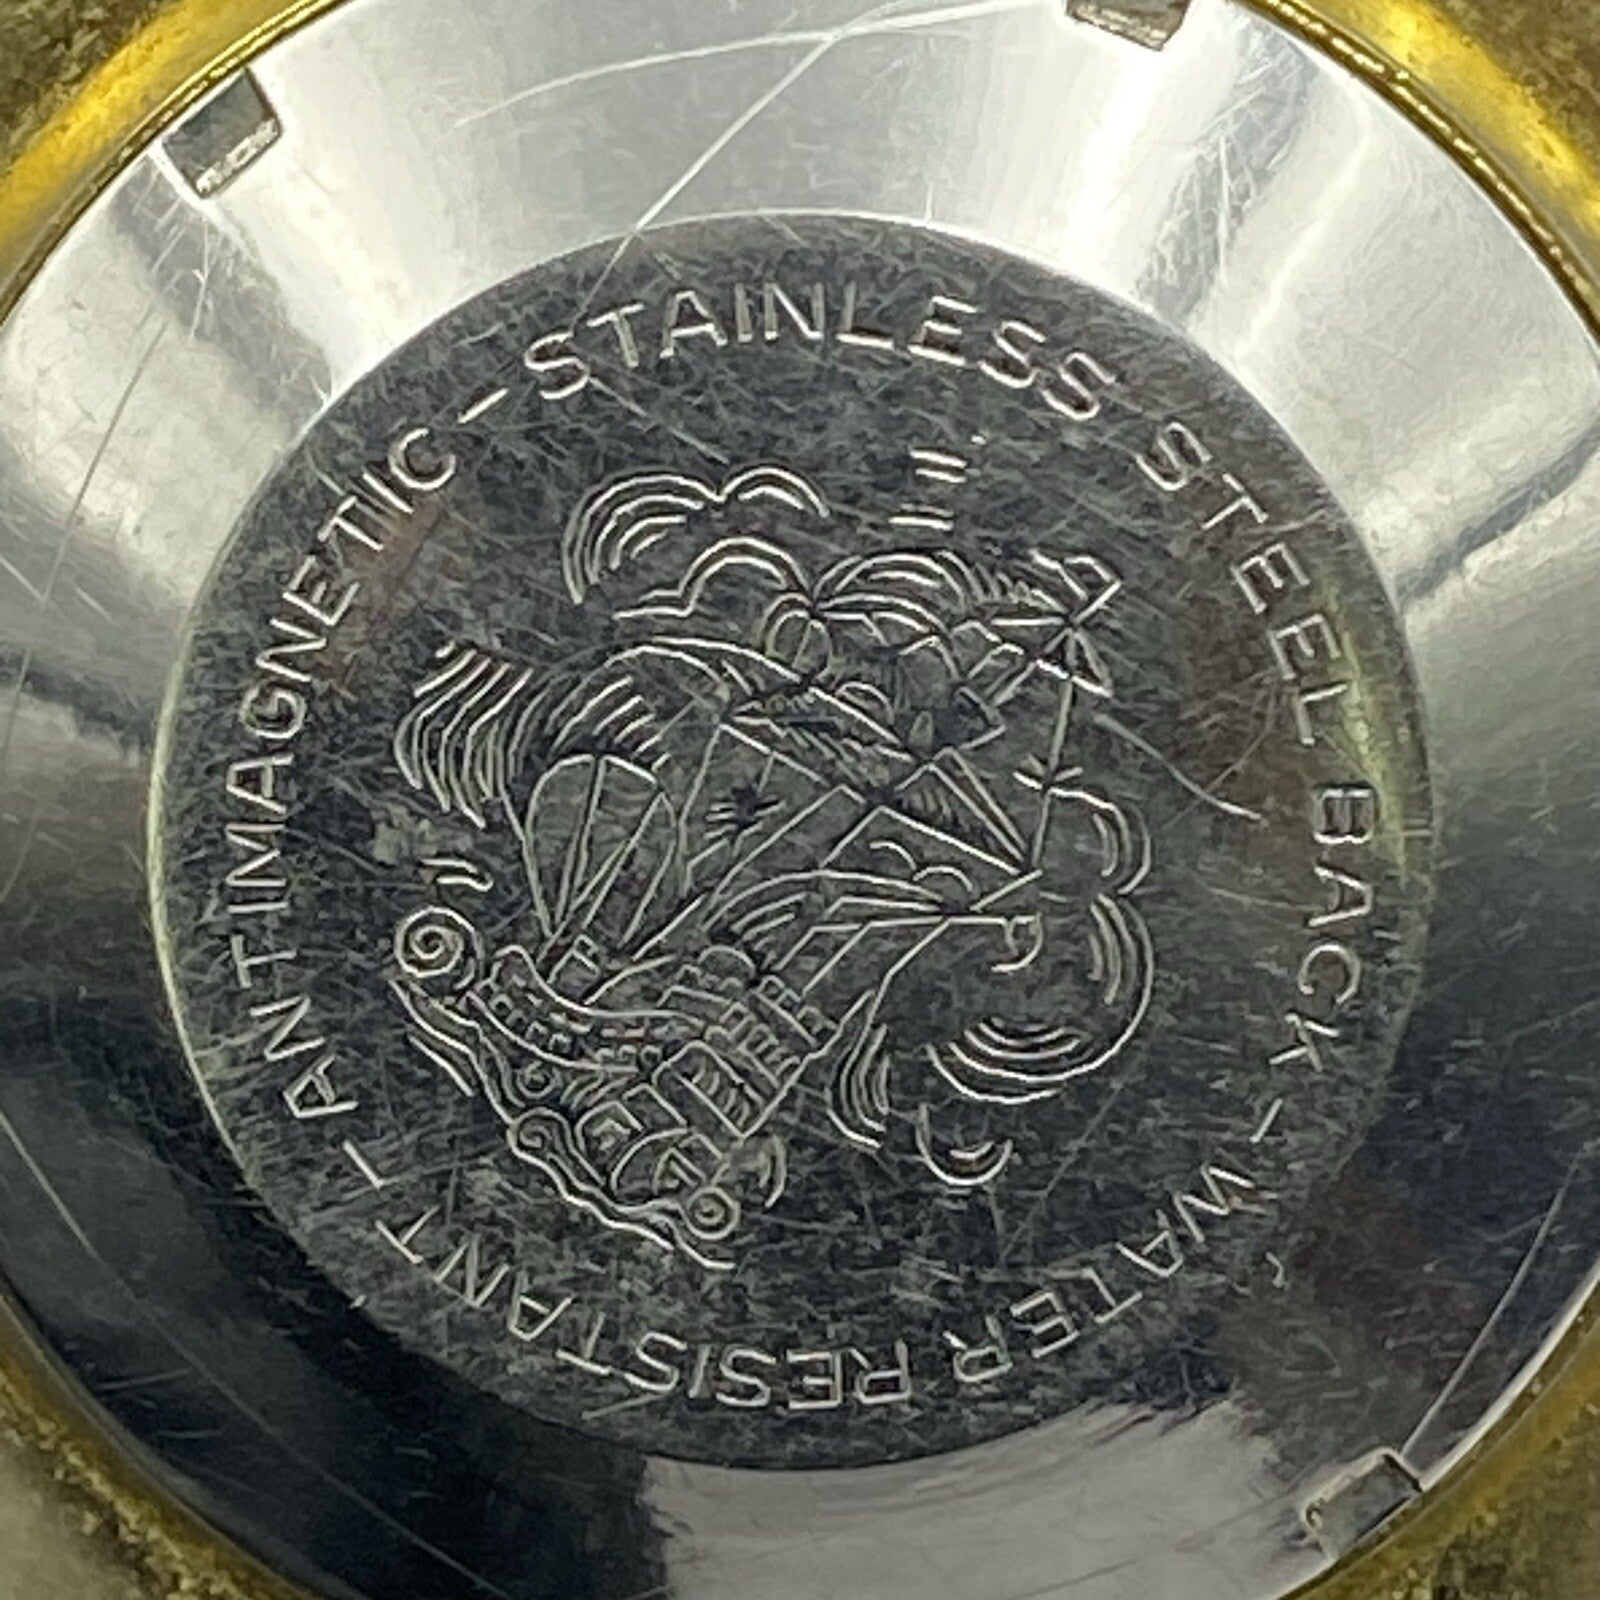 STAINLESS STEEL BACK - WATER RESISTANT - ANTIMAGNETIC -